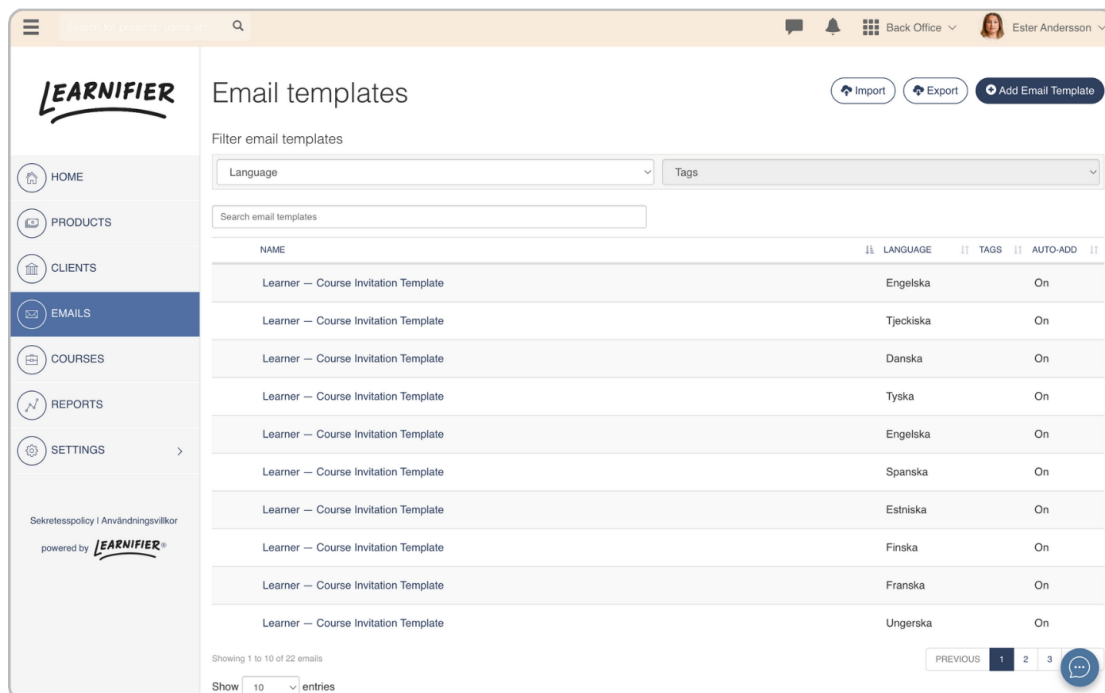 Back Office
Ester Andersson
LEARNIFIER
HOME
PRODUCTS
CLIENTS
EMAILS
COURSES
REPORTS
SETTINGS
Sekretesspolicy | Användningsvillkor
powered by LEARNIFIER®
Email templates
Import
Export
Add Email Template
Filter email templates
Language
Tags
Search email templates
NAME LANGUAGE TAGS AUTO-ADD
Learner — Course Invitation Template Engelska On
Learner — Course Invitation Template Tjeckiska On
Learner — Course Invitation Template Danska On
Learner — Course Invitation Template Tyska On
Learner — Course Invitation Template Engelska On
Learner — Course Invitation Template Spanska On
Learner — Course Invitation Template Estniska On
Learner — Course Invitation Template Finska On
Learner — Course Invitation Template Franska On
Learner — Course Invitation Template Ungerska On
Showing 1 to 10 of 22 emails
PREVIOUS 1 2 3
Show 10 entries